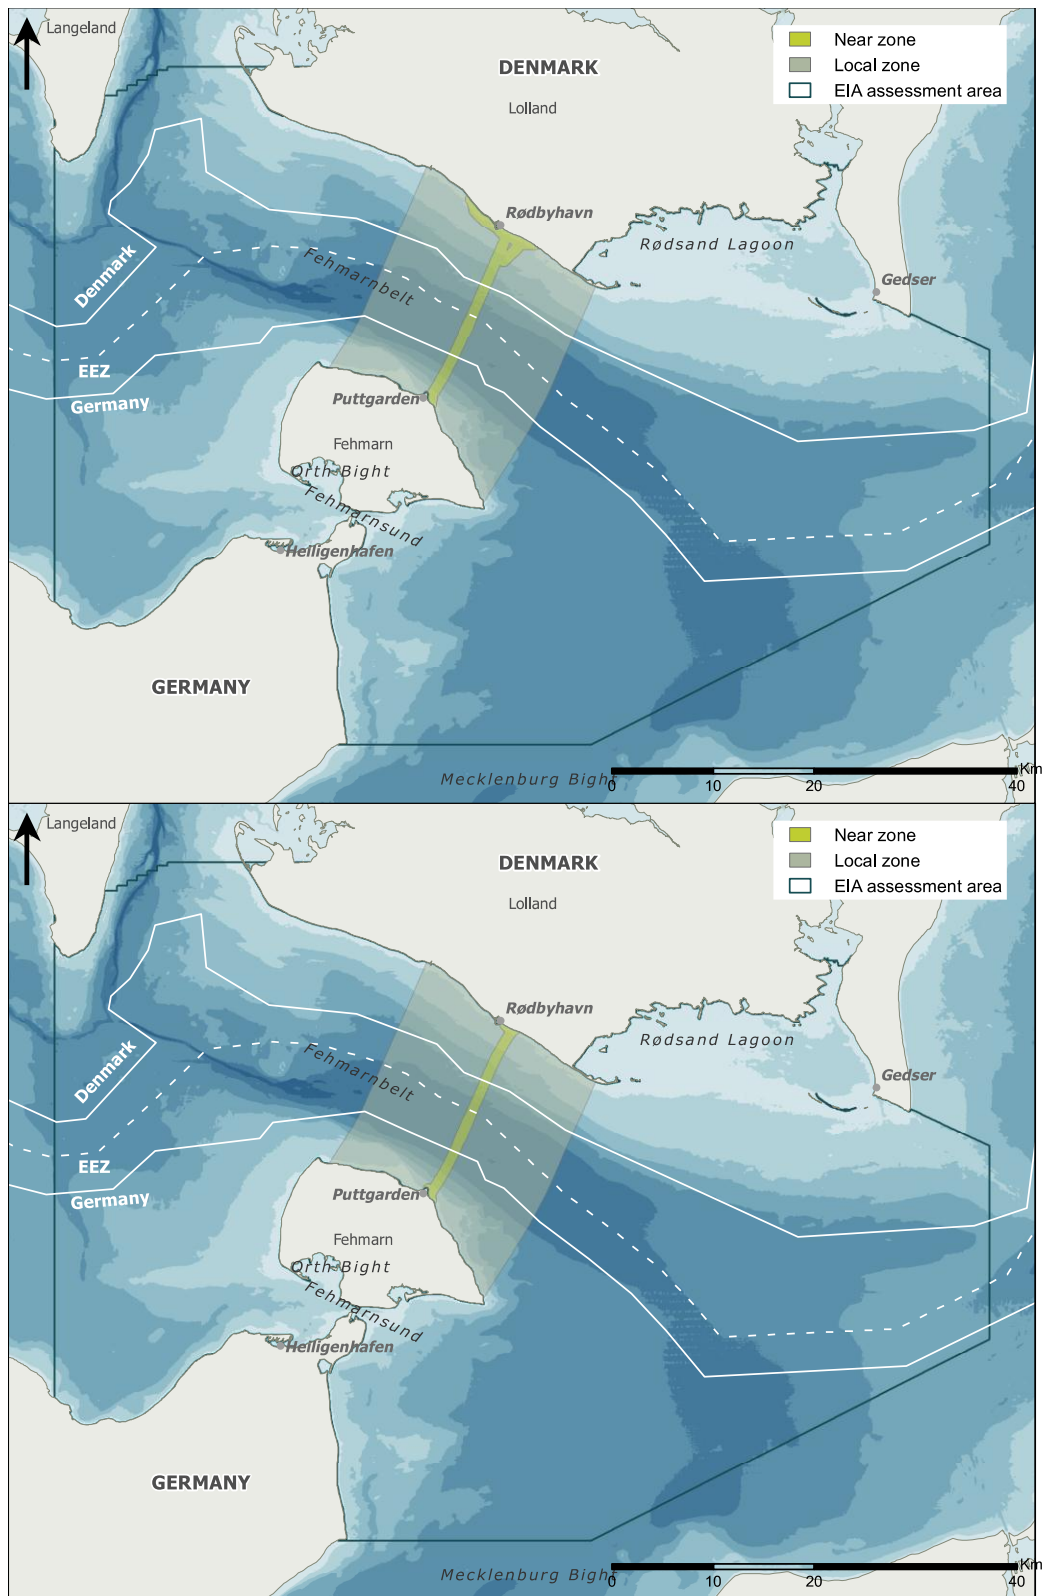 Langeland
Near zone
DENMARK
Local zone
Lolland
EIA assessment area
Rødbyhavn
Rødsand Lagoon
Fehmarnbelt
Gedser
Denmark
EEZ
Germany
Puttgarden
Fehmarn
Orth Bight
Fehmarnsund
Heiligenhafen
GERMANY
Mecklenburg Bight
Km
0 10 20 40
Langeland
Near zone
DENMARK
Local zone
Lolland
EIA assessment area
Rødbyhavn
Rødsand Lagoon
Fehmarnbelt
Gedser
Denmark
EEZ
Germany
Puttgarden
Fehmarn
Orth Bight
Fehmarnsund
Heiligenhafen
GERMANY
Mecklenburg Bight
Km
0 10 20 40